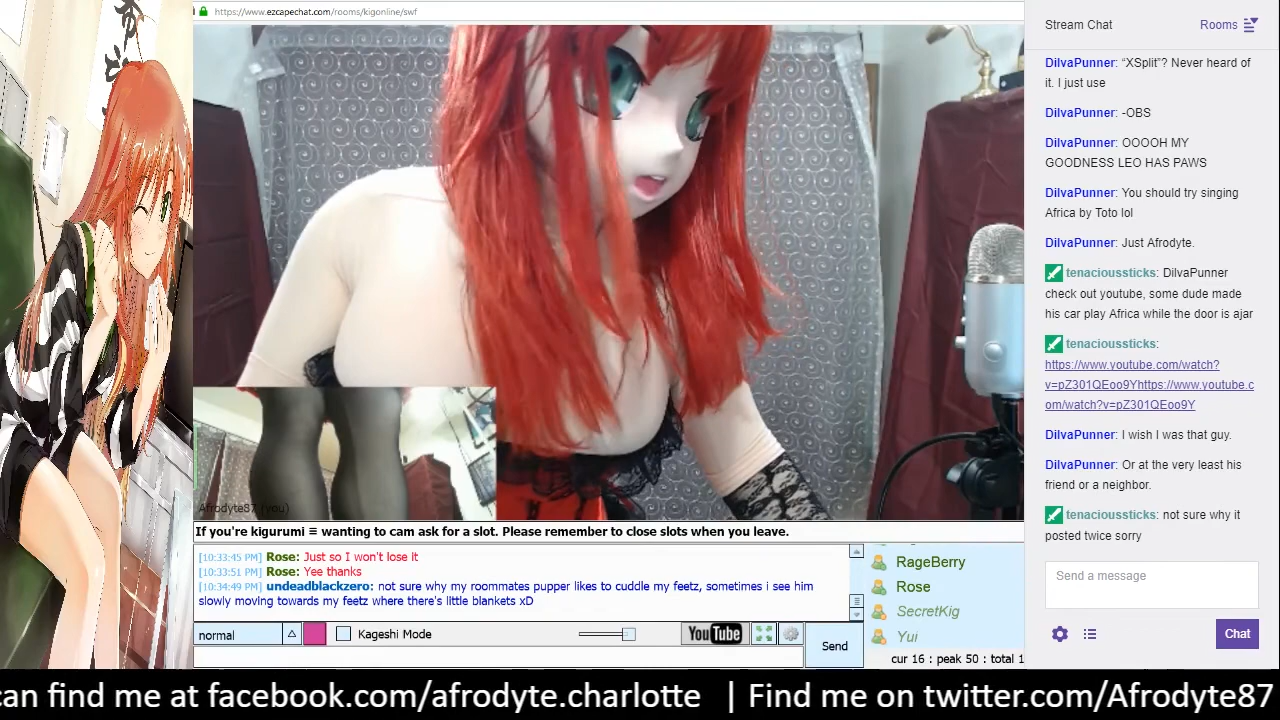 https://www.ezcapechat.com/rooms/kigonline/swf
Afrodyte87 (you)
If you're kigurumi ≡ wanting to cam ask for a slot. Please remember to close slots when you leave.
[10:33:45 PM] Rose: Just so I won't lose it
[10:33:51 PM] Rose: Yee thanks
[10:34:49 PM] undeadblackzero: not sure why my roommates pupper likes to cuddle my feetz, sometimes i see him
slowly moving towards my feetz where there's little blankets xD
normal
Kageshi Mode
YouTube
Send
RageBerry
Rose
SecretKig
Yui
cur 16 : peak 50 : total 1
Stream Chat
Rooms
DilvaPunner: “XSplit”? Never heard of
it. I just use
DilvaPunner: -OBS
DilvaPunner: OOOOH MY
GOODNESS LEO HAS PAWS
DilvaPunner: You should try singing
Africa by Toto lol
DilvaPunner: Just Afrodyte.
tenacioussticks: DilvaPunner
check out youtube, some dude made
his car play Africa while the door is ajar
tenacioussticks:
https://www.youtube.com/watch?
v=pZ301QEoo9Yhttps://www.youtube.c
om/watch?v=pZ301QEoo9Y
DilvaPunner: I wish I was that guy.
DilvaPunner: Or at the very least his
friend or a neighbor.
tenacioussticks: not sure why it
posted twice sorry
Send a message
Chat
can find me at facebook.com/afrodyte.charlotte | Find me on twitter.com/Afrodyte87